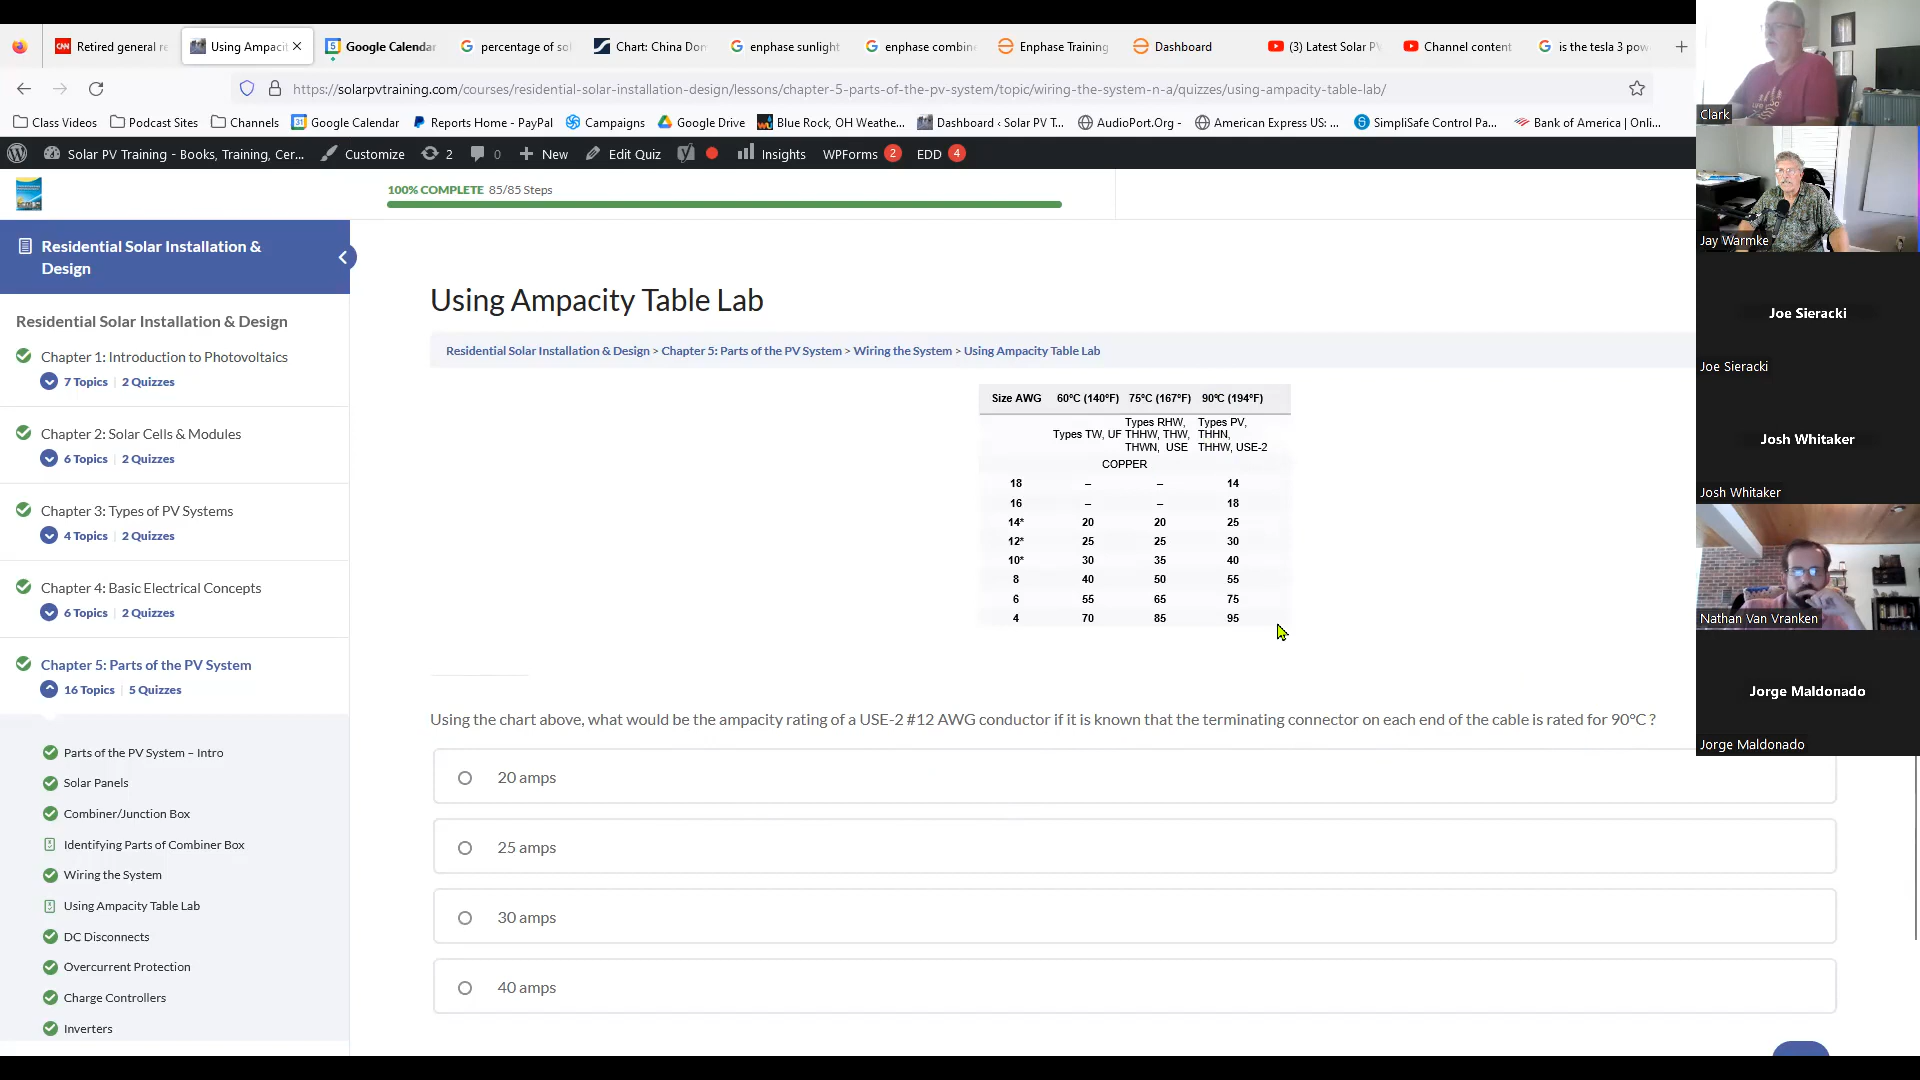 CNN Retired general re
Using Ampacit
5 Google Calendar
percentage of sol
Chart: China Don
enphase sunlight
enphase combin
Enphase Training
Dashboard
(3) Latest Solar P
Channel content
is the tesla 3 pow
https://solarpvtraining.com/courses/residential-solar-installation-design/lessons/chapter-5-parts-of-the-pv-system/topic/wiring-the-system-n-a/quizzes/using-ampacity-table-lab/
Class Videos Podcast Sites Channels Google Calendar Reports Home - PayPal Campaigns Google Drive Blue Rock, OH Weathe... Dashboard ‹ Solar PV T... AudioPort.Org - American Express US: ... SimpliSafe Control Pa... Bank of America | Onli...
Solar PV Training - Books, Training, Cer... Customize 2 0 New Edit Quiz Insights WPForms 2 EDD 4
100% COMPLETE 85/85 Steps
Residential Solar Installation &
Design
Residential Solar Installation & Design
Chapter 1: Introduction to Photovoltaics
7 Topics | 2 Quizzes
Chapter 2: Solar Cells & Modules
6 Topics | 2 Quizzes
Chapter 3: Types of PV Systems
4 Topics | 2 Quizzes
Chapter 4: Basic Electrical Concepts
6 Topics | 2 Quizzes
Chapter 5: Parts of the PV System
16 Topics | 5 Quizzes
Parts of the PV System – Intro
Solar Panels
Combiner/Junction Box
Identifying Parts of Combiner Box
Wiring the System
Using Ampacity Table Lab
DC Disconnects
Overcurrent Protection
Charge Controllers
Inverters
Using Ampacity Table Lab
Residential Solar Installation & Design > Chapter 5: Parts of the PV System > Wiring the System > Using Ampacity Table Lab
Size AWG 60ºC (140ºF) 75ºC (167ºF) 90ºC (194ºF)
Types RHW, Types PV,
Types TW, UF THHW, THW, THHN,
THWN, USE THHW, USE-2
COPPER
18 – – 14
16 – – 18
14* 20 20 25
12* 25 25 30
10* 30 35 40
8 40 50 55
6 55 65 75
4 70 85 95
Using the chart above, what would be the ampacity rating of a USE-2 #12 AWG conductor if it is known that the terminating connector on each end of the cable is rated for 90°C ?
20 amps
25 amps
30 amps
40 amps
Clark
Jay Warmke
Joe Sieracki
Joe Sieracki
Josh Whitaker
Josh Whitaker
Nathan Van Vranken
Jorge Maldonado
Jorge Maldonado